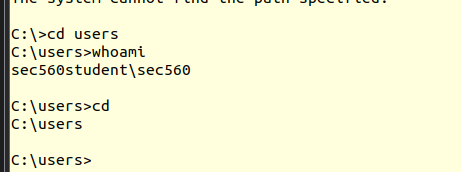 The system cannot find the path specified.
C:\>cd users
C:\users>whoami
sec560student\sec560
C:\users>cd
C:\users
C:\users>